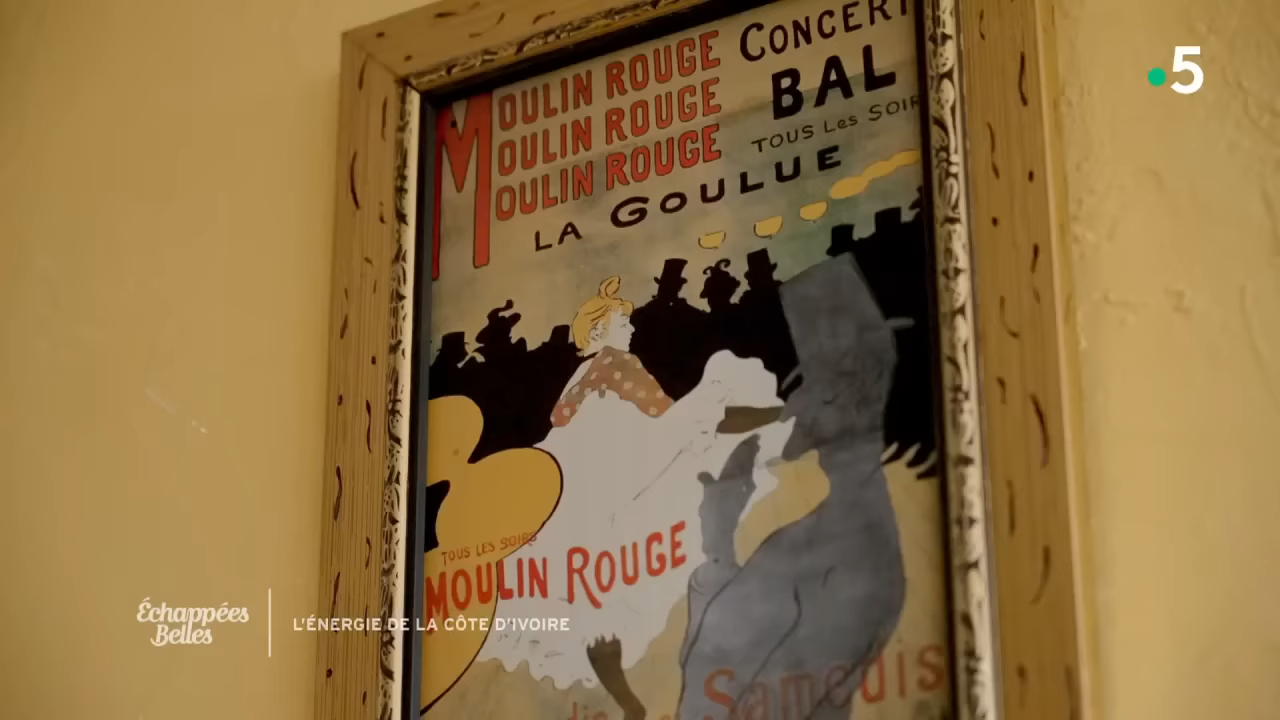 MOULIN ROUGE CONCERT
MOULIN ROUGE BAL
MOULIN ROUGE TOUS Les SOIR
LA GOULUE
TOUS LES SOIRS
MOULIN ROUGE
Samedis
5
Échappées
Belles
L'ÉNERGIE DE LA CÔTE D'IVOIRE